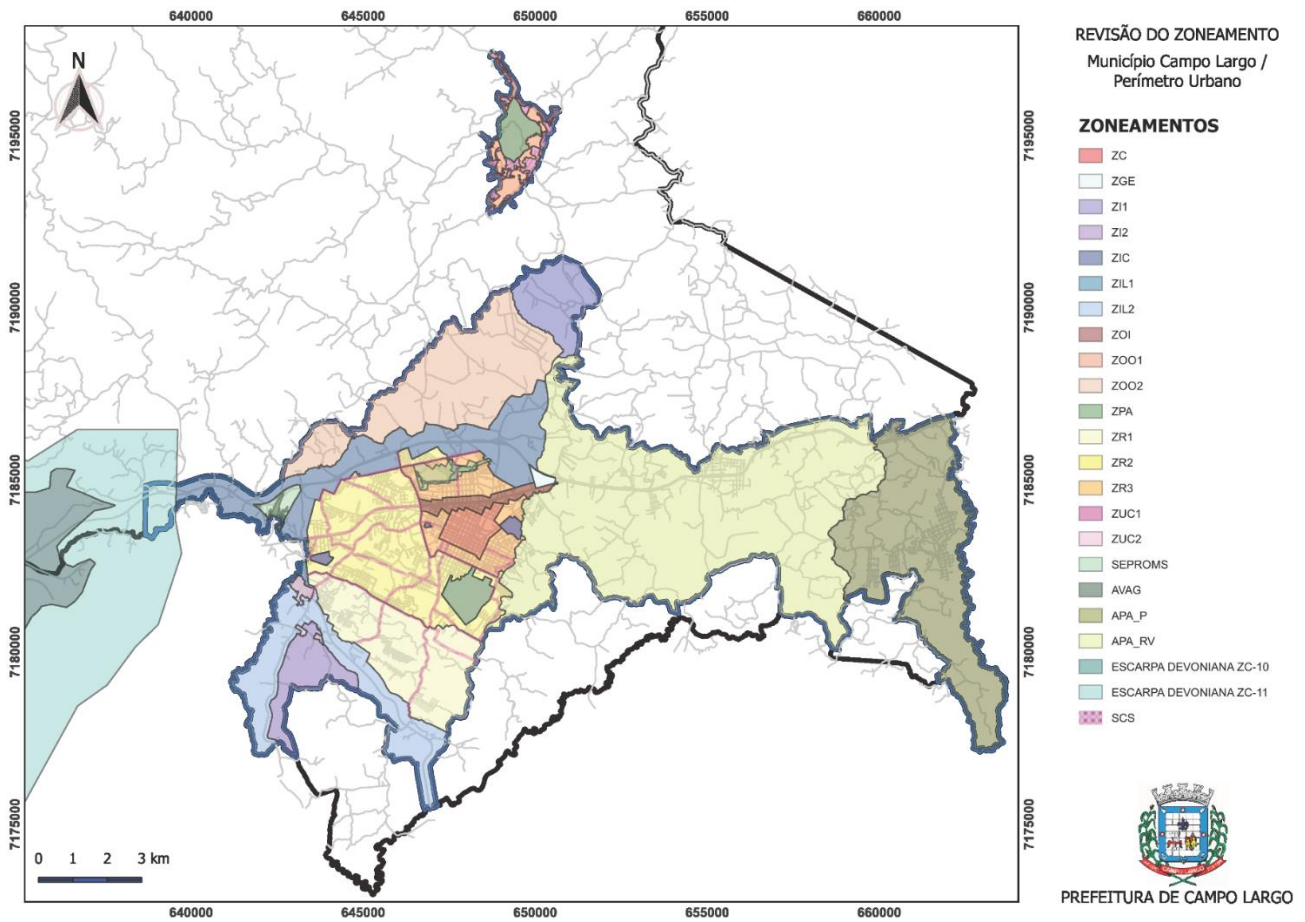 640000 645000 650000 655000 660000
REVISÃO DO ZONEAMENTO
Município Campo Largo /
Perímetro Urbano
N
7195000 7195000
ZONEAMENTOS
ZC
ZGE
ZI1
ZI2
ZIC
ZIL1
ZIL2
ZOI
ZOO1
ZOO2
ZPA
ZR1
ZR2
ZR3
ZUC1
ZUC2
SEPROMS
AVAG
APA_P
APA_RV
ESCARPA DEVONIANA ZC-10
ESCARPA DEVONIANA ZC-11
SCS
7190000 7190000
7185000 7185000
7180000 7180000
7175000 7175000
0 1 2 3 km
CAMPO LARGO
PREFEITURA DE CAMPO LARGO
640000 645000 650000 655000 660000